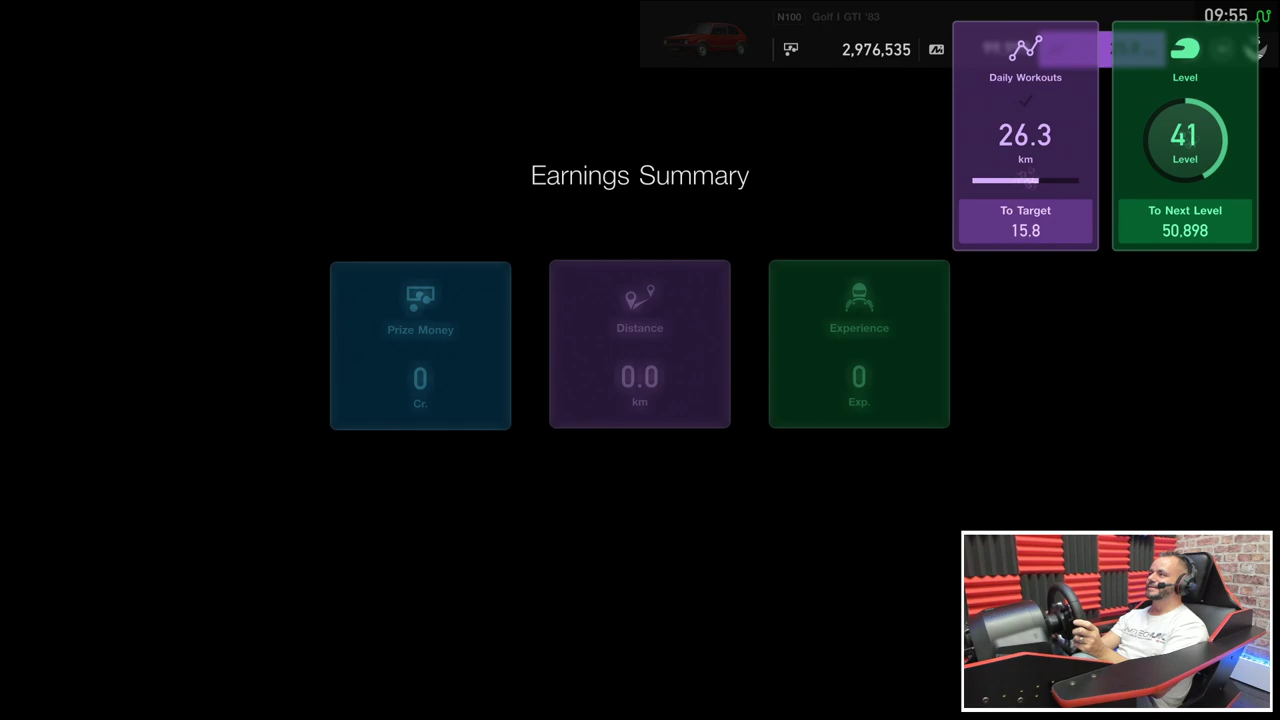 N100 Golf I GTI '83
09:55
2,976,535
Daily Workouts
26.3
km
To Target
15.8
Level
41
Level
To Next Level
50,898
Earnings Summary
Prize Money
0
Cr.
Distance
0.0
km
Experience
0
Exp.